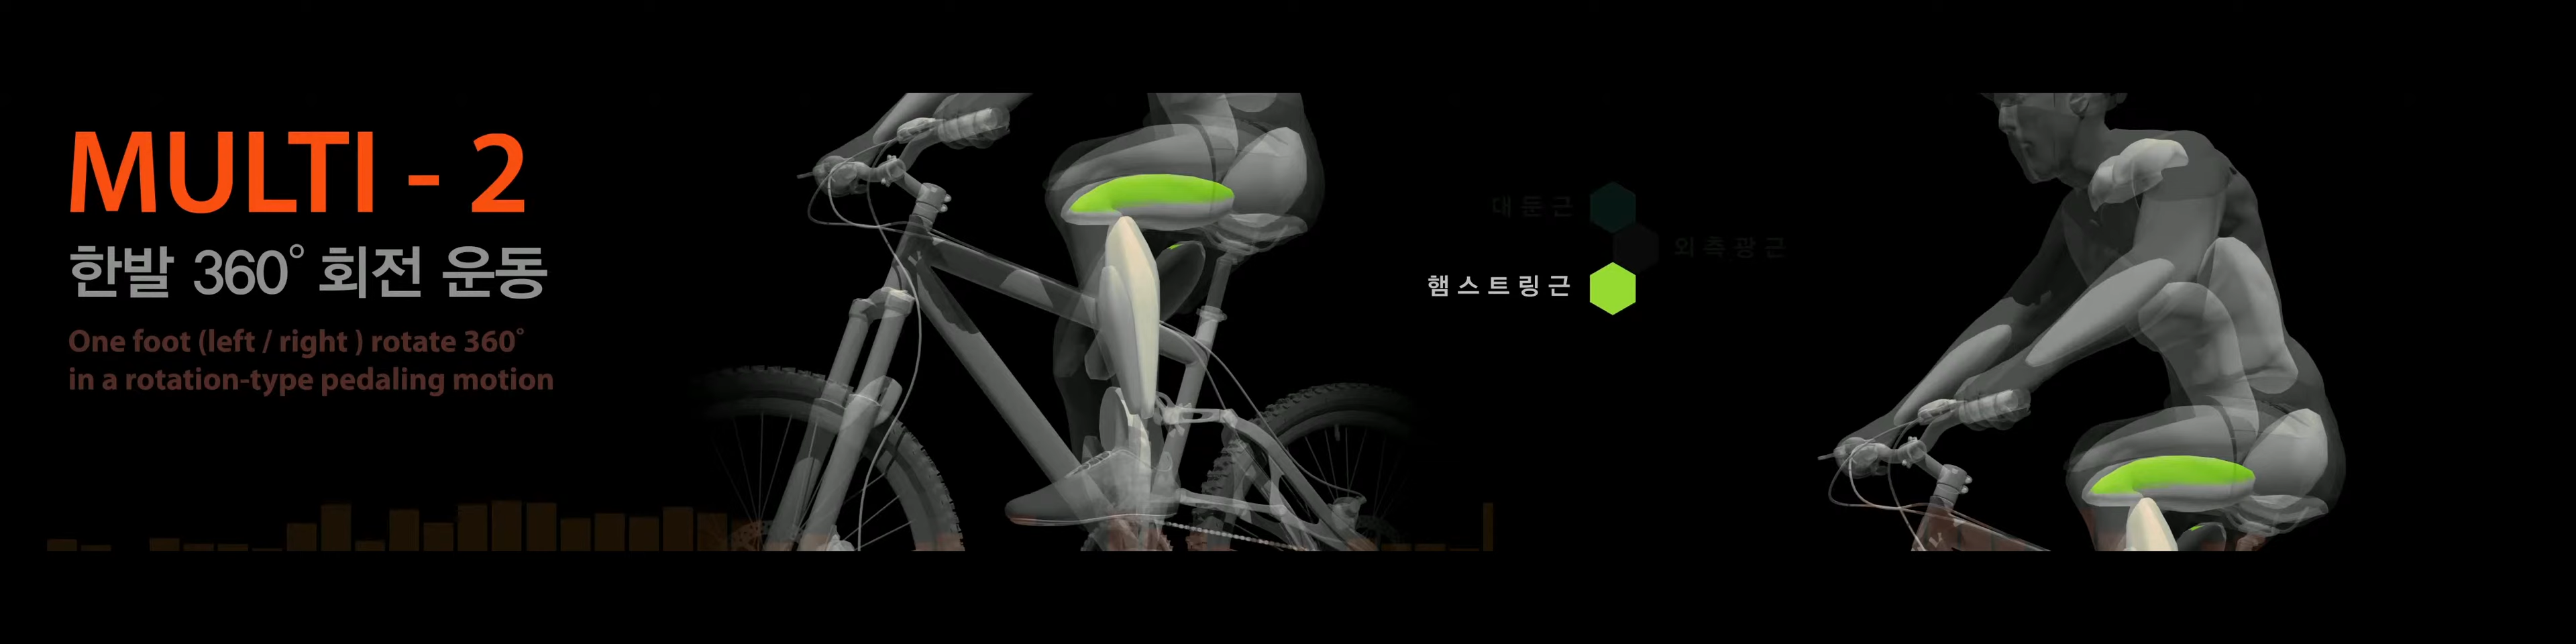 MULTI - 2
한발 360° 회전 운동
One foot (left / right ) rotate 360°
in a rotation-type pedaling motion
대둔근
외측광근
햄스트링근